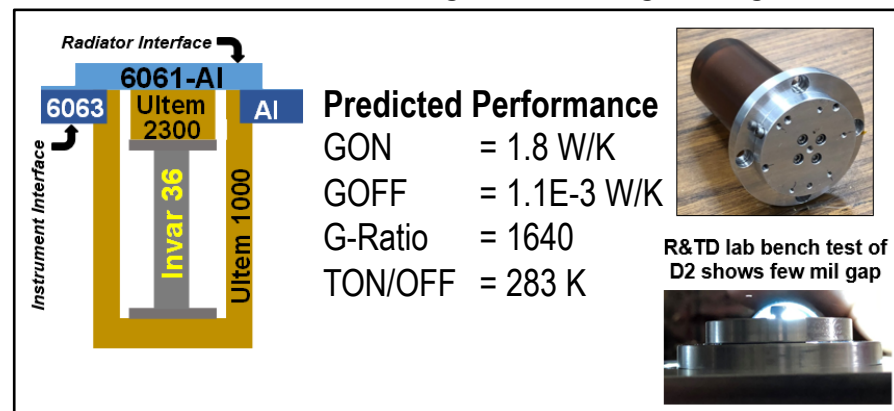 Radiator Interface
6061-Al
6063
Ultem
2300
Al
Instrument Interface
Invar 36
Ultem 1000
Predicted Performance
GON = 1.8 W/K
GOFF = 1.1E-3 W/K
G-Ratio = 1640
TON/OFF = 283 K
R&TD lab bench test of
D2 shows few mil gap